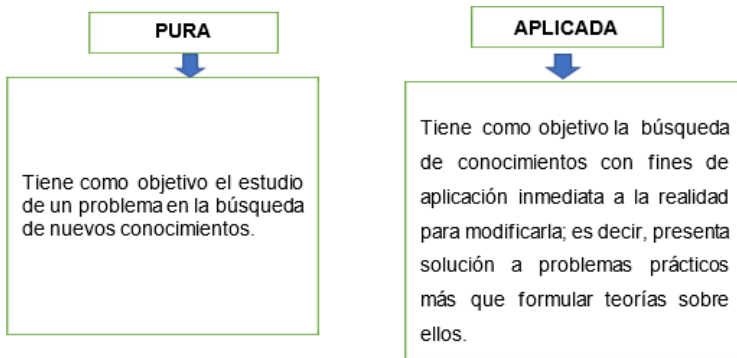 PURA
Tiene como objetivo el estudio
de un problema en la búsqueda
de nuevos conocimientos.
APLICADA
Tiene como objetivo la búsqueda
de conocimientos con fines de
aplicación inmediata a la realidad
para modificarla; es decir, presenta
solución a problemas prácticos
más que formular teorías sobre
ellos.